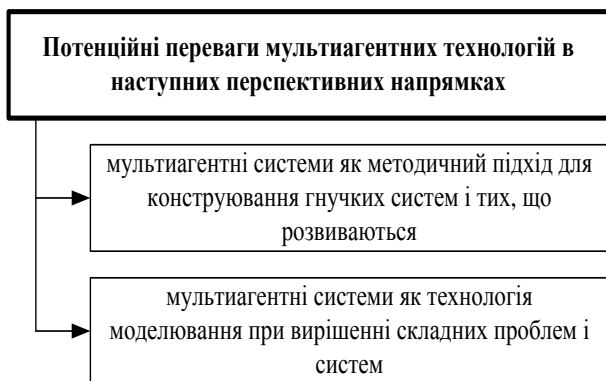 Потенційні переваги мультиагентних технологій в
наступних перспективних напрямках
мультиагентні системи як методичний підхід для
конструювання гнучких систем і тих, що
розвиваються
мультиагентні системи як технологія
моделювання при вирішенні складних проблем і
систем